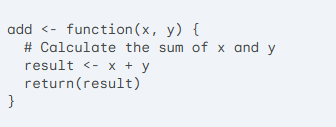 add <- function(x, y) {
  # Calculate the sum of x and y
  result <- x + y
  return(result)
}